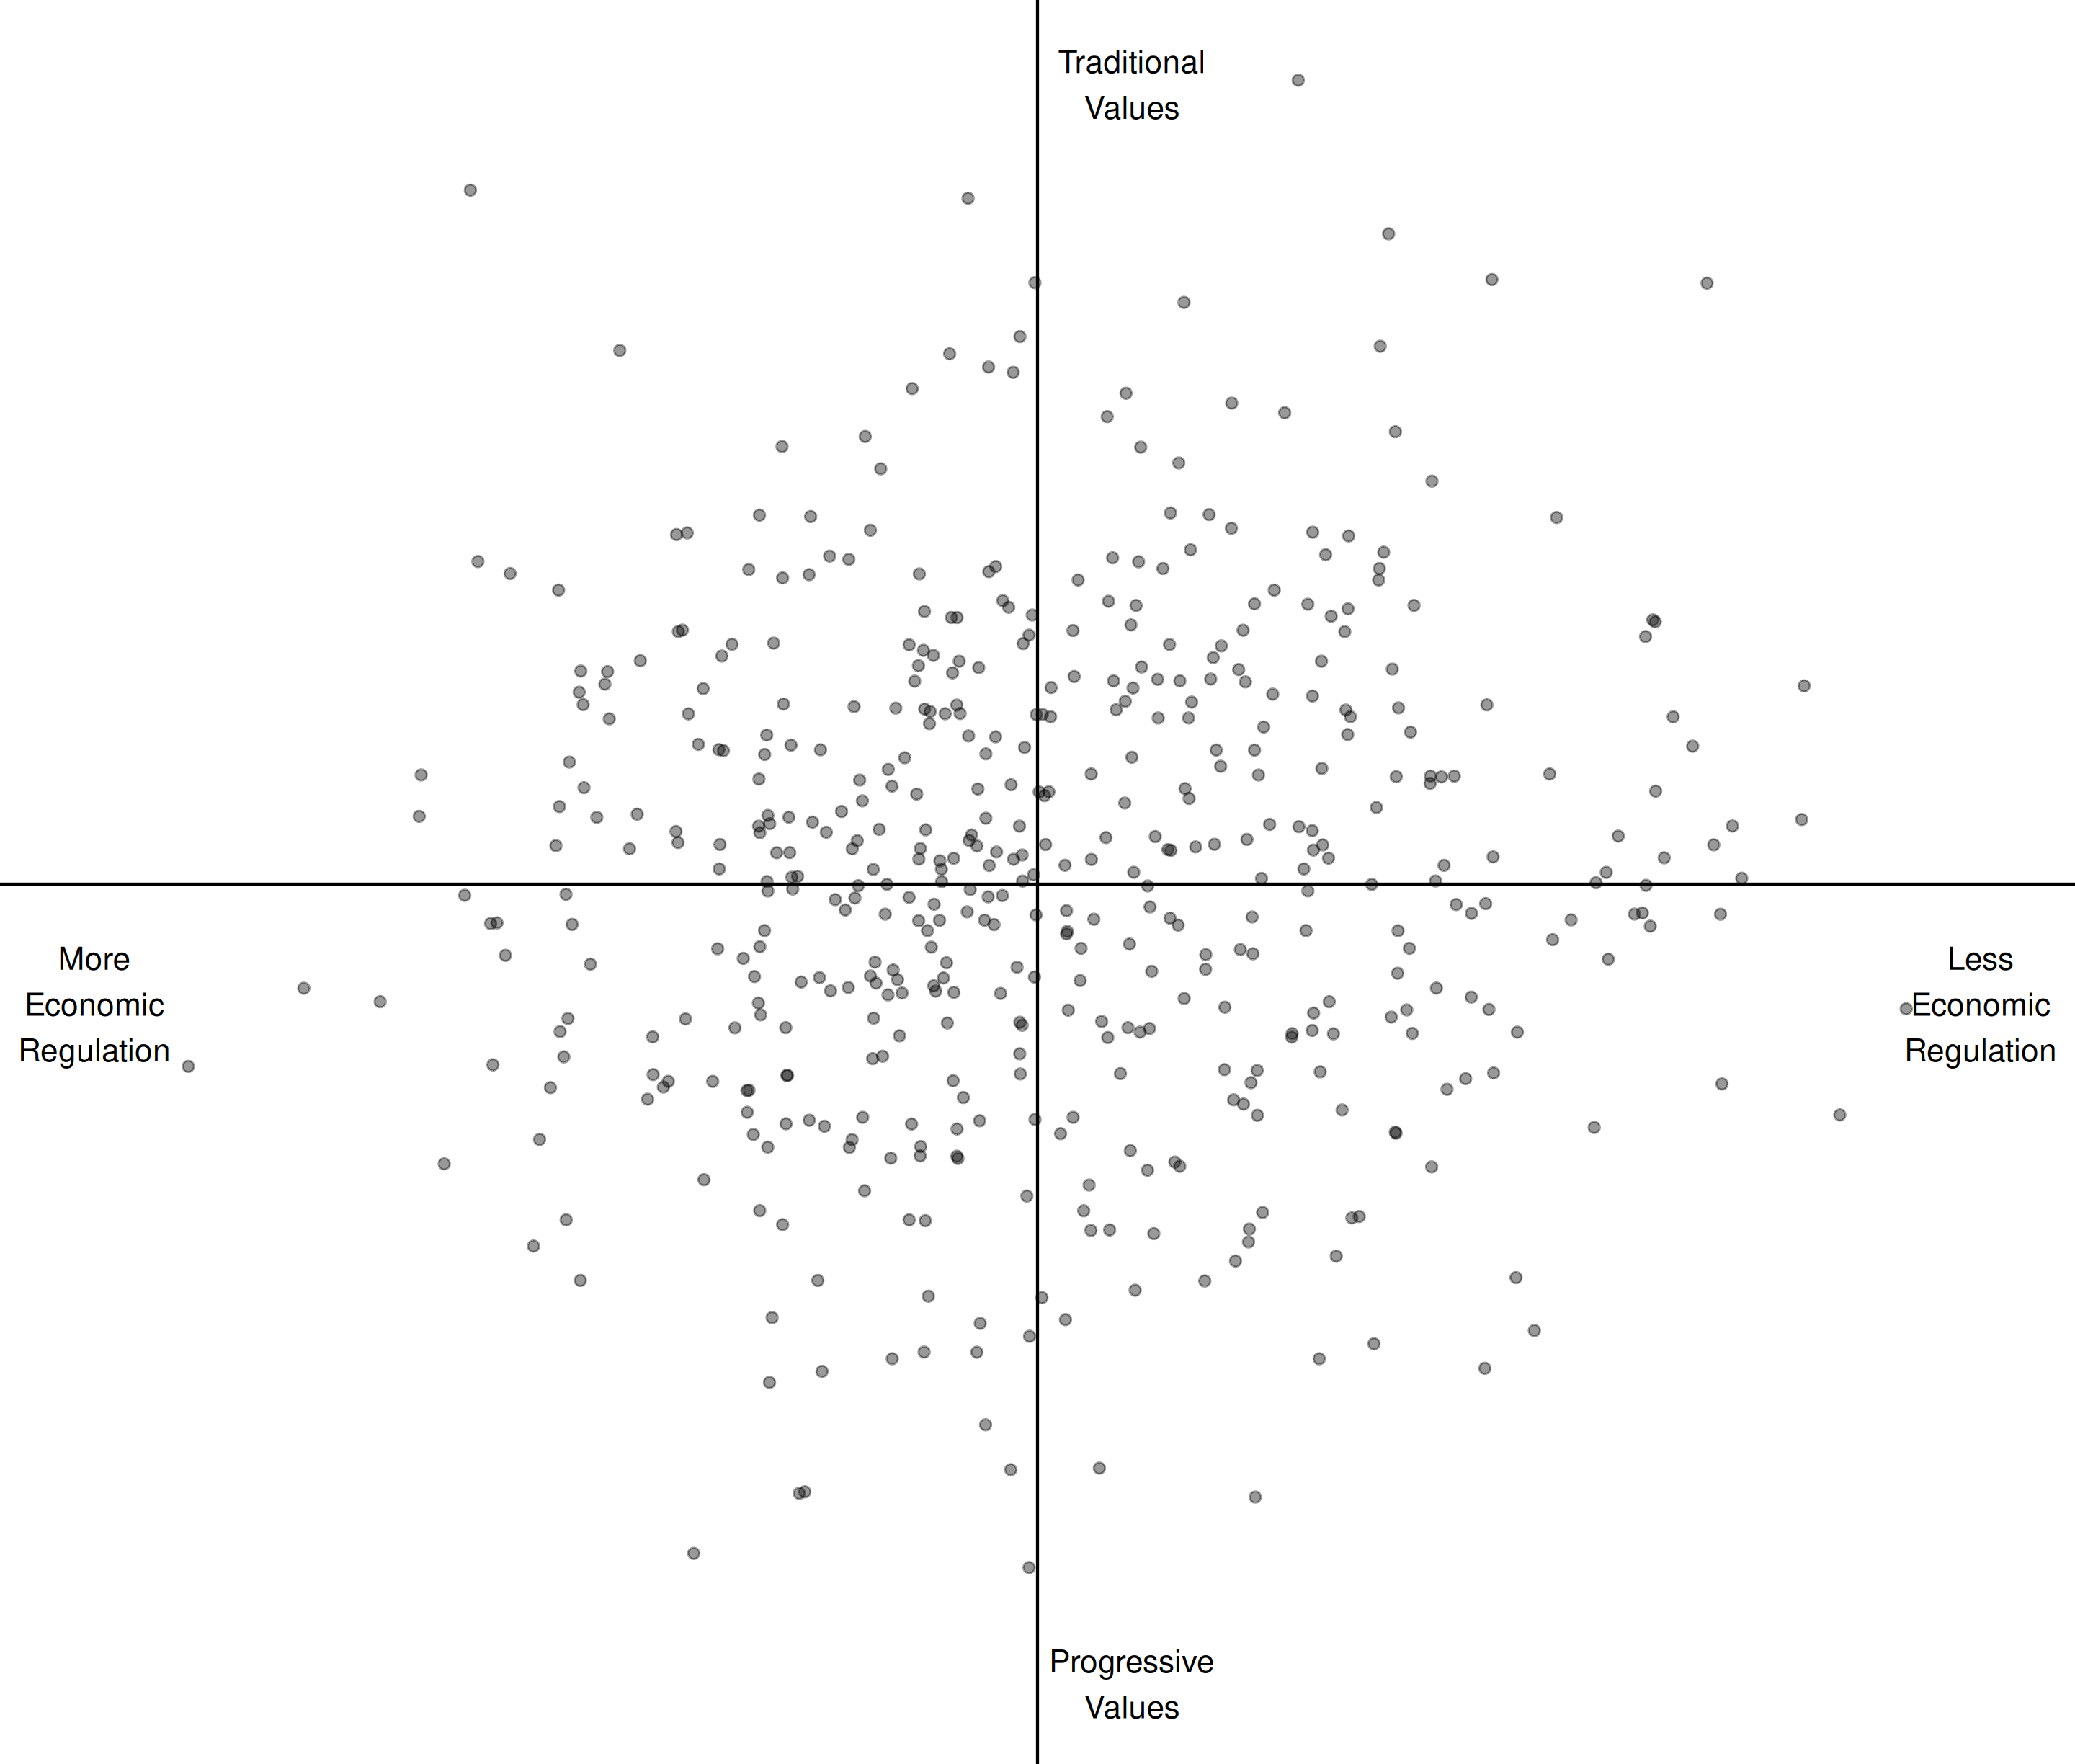 Traditional
Values
More
Economic
Regulation
Less
Economic
Regulation
Progressive
Values